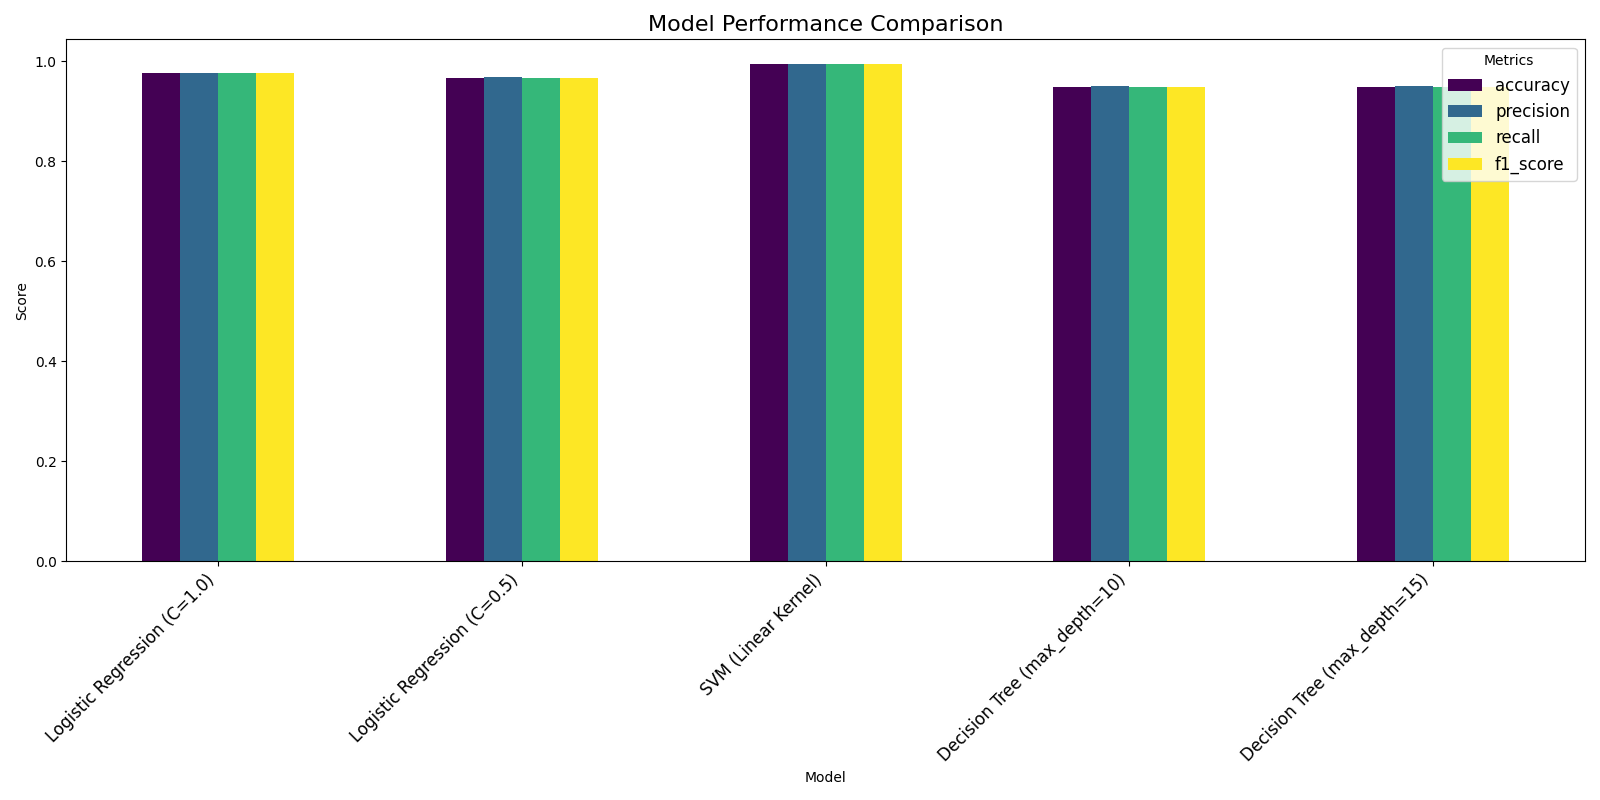 Model Performance Comparison
Metrics
accuracy
precision
recall
f1_score
1.0
0.8
0.6
0.4
0.2
0.0
Score
Logistic Regression (C=1.0)
Logistic Regression (C=0.5)
SVM (Linear Kernel)
Decision Tree (max_depth=10)
Decision Tree (max_depth=15)
Model